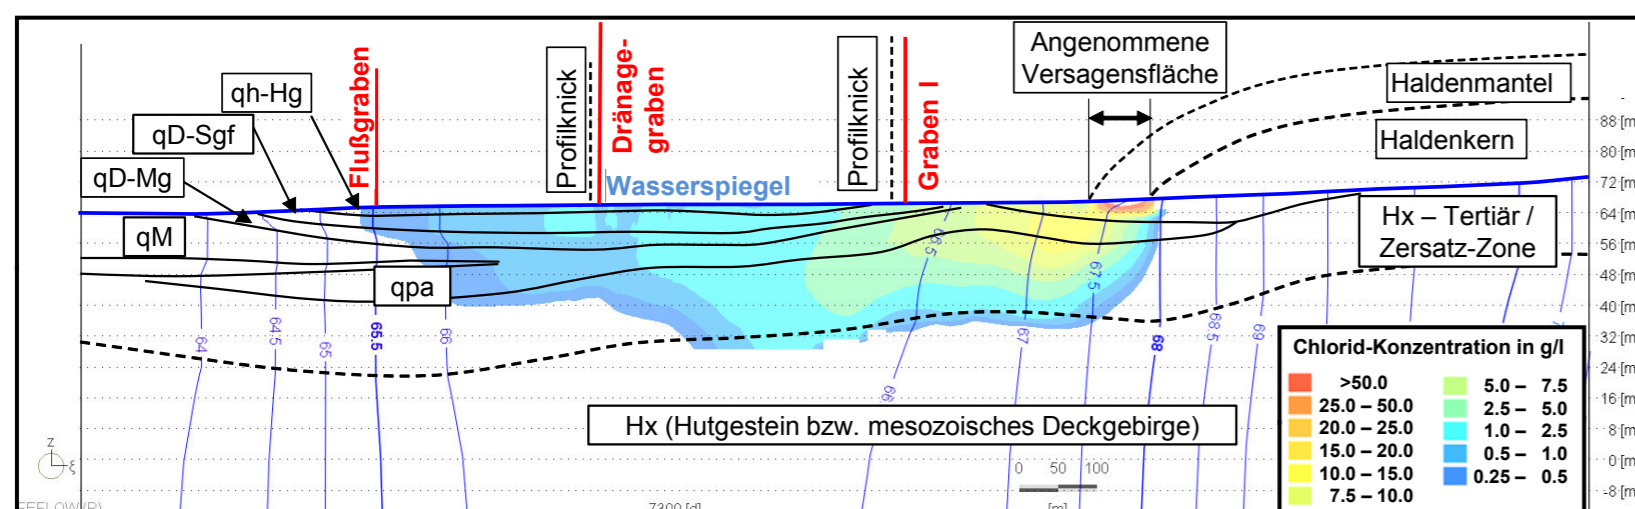 Angenommene
Versagensfläche
Haldenmantel
Haldenkern
qh-Hg
qD-Sgf
qD-Mg
qM
qpa
Flußgraben
Profilknick
Dränage-
graben
Profilknick
Graben I
Wasserspiegel
Hx – Tertiär /
Zersatz-Zone
Hx (Hutgestein bzw. mesozoisches Deckgebirge)
88 [m
80 [m
72 [m
64 [m
56 [m
48 [m
40 [m
32 [m
24 [m
16 [m
8 [m
0 [m
-8 [m
64
64.5
65
65.5
66
66
66.5
67
67.5
68
68.5
69
z
ξ
0 50 100
[m]
7300 [d]
FEFLOW (R)
Chlorid-Konzentration in g/l
>50.0
25.0 – 50.0
20.0 – 25.0
15.0 – 20.0
10.0 – 15.0
7.5 – 10.0
5.0 – 7.5
2.5 – 5.0
1.0 – 2.5
0.5 – 1.0
0.25 – 0.5